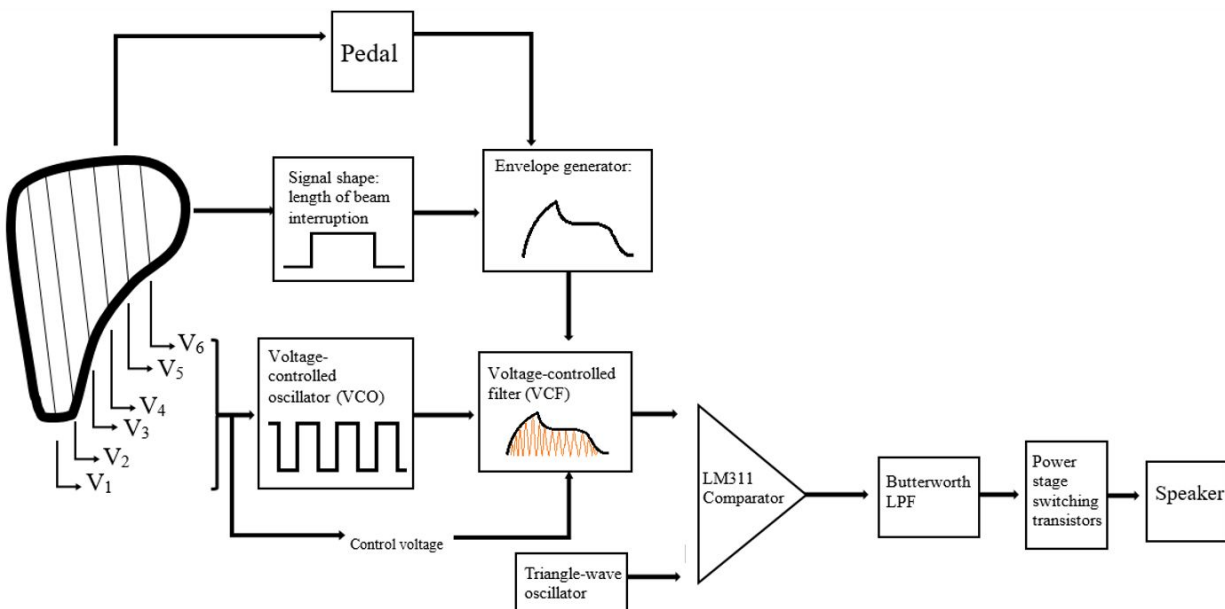 Pedal
Signal shape:
length of beam
interruption
Envelope generator:
V₆
V₅
V₄
V₃
V₂
V₁
Voltage-
controlled
oscillator (VCO)
Voltage-controlled
filter (VCF)
Control voltage
Triangle-wave
oscillator
LM311
Comparator
Butterworth
LPF
Power
stage
switching
transistors
Speaker